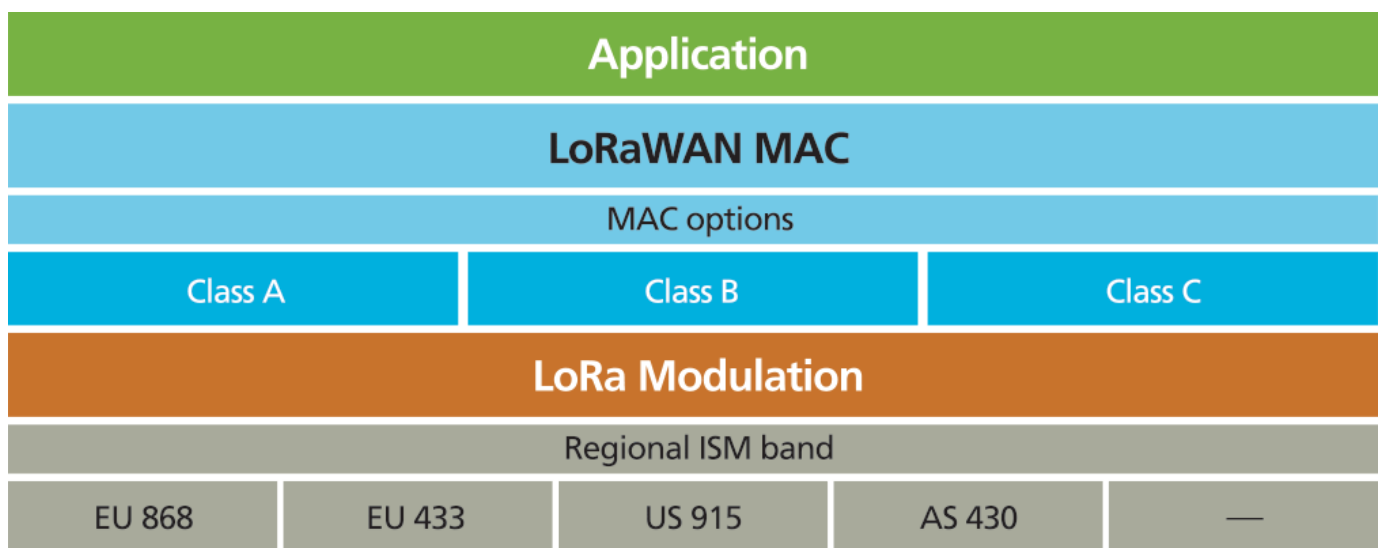 Application
LoRaWAN MAC
MAC options
Class A Class B Class C
LoRa Modulation
Regional ISM band
EU 868 EU 433 US 915 AS 430 —